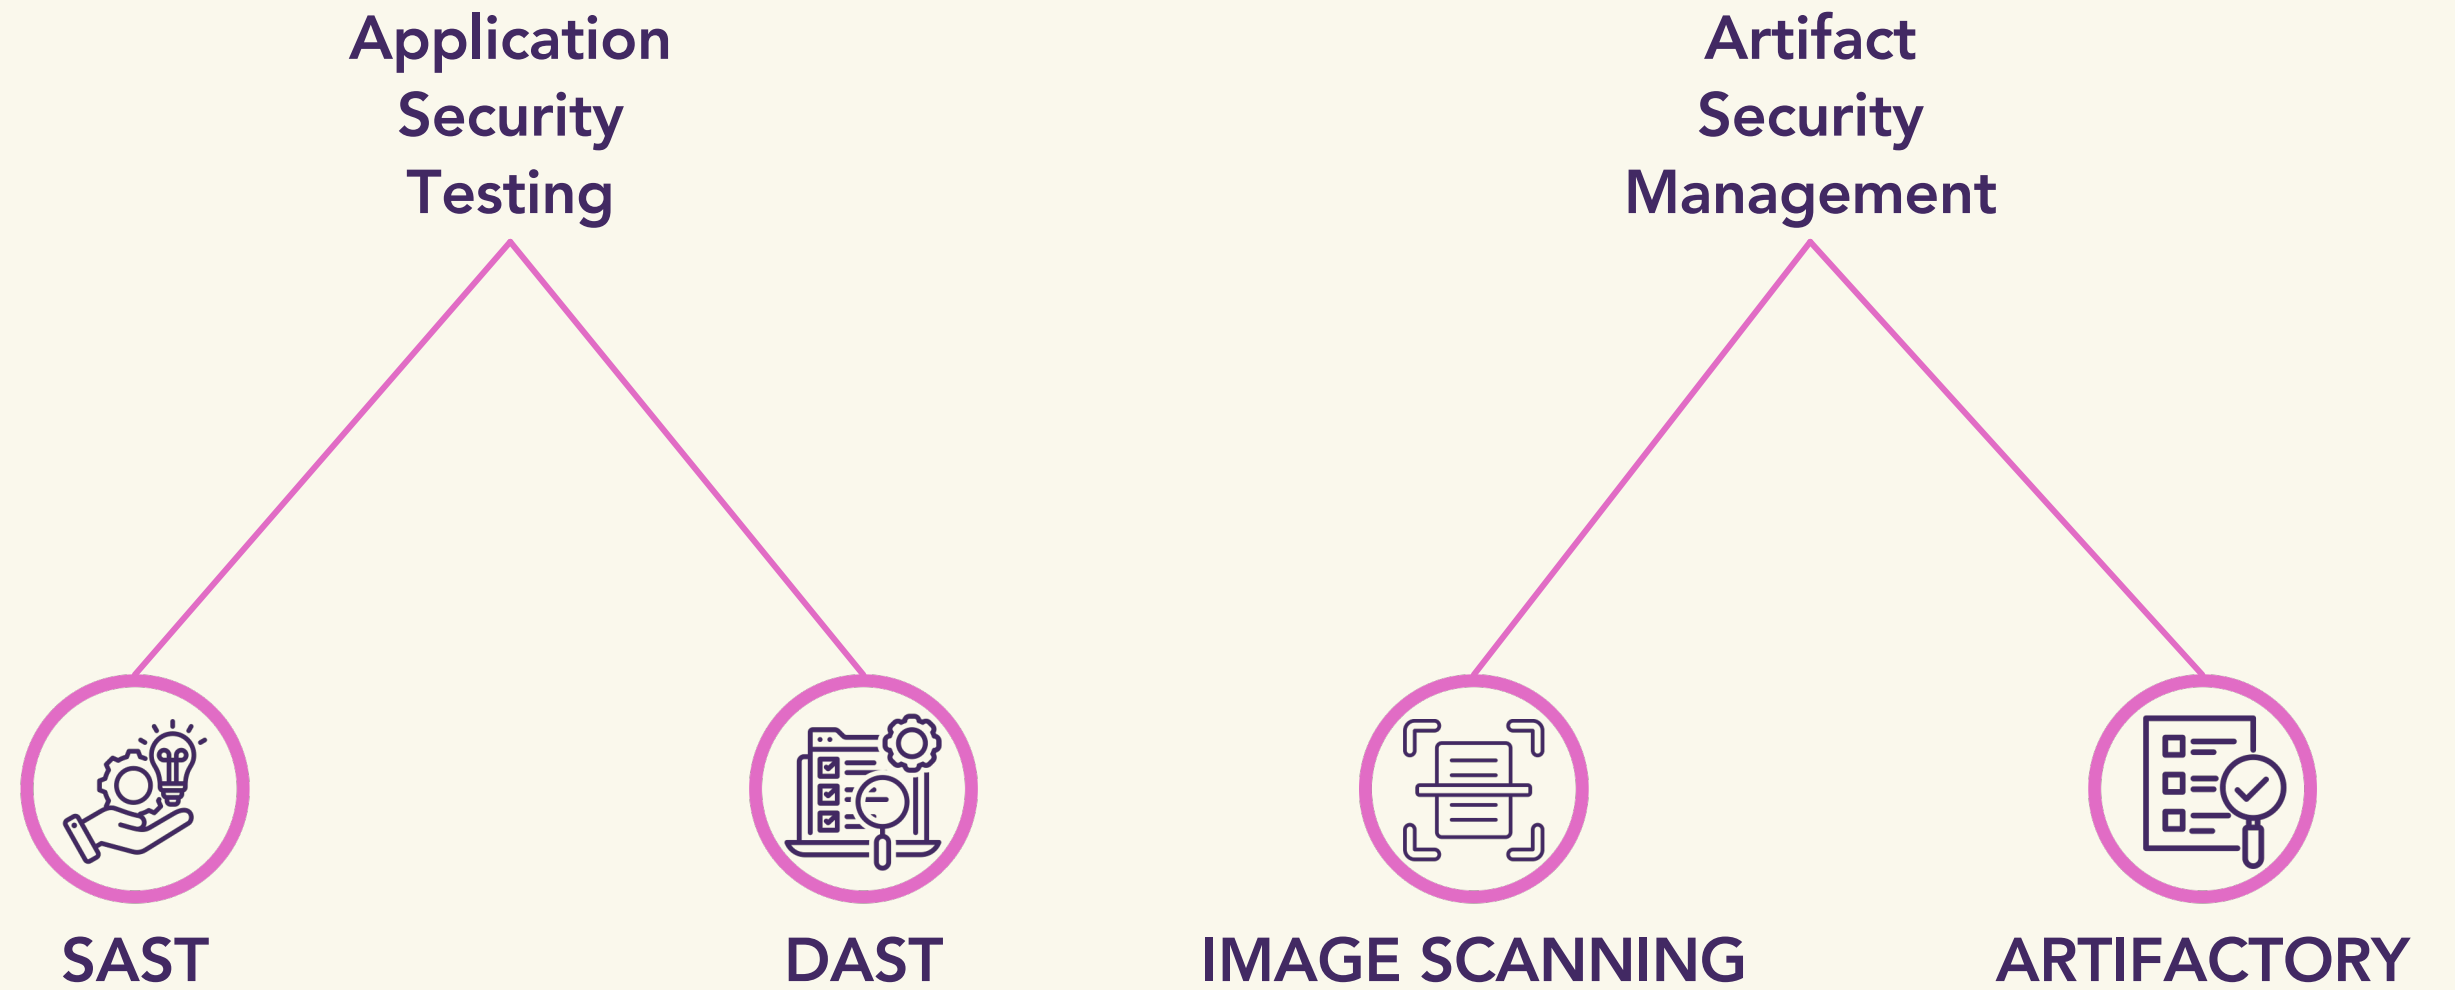 Application
Security
Testing
Artifact
Security
Management
SAST
DAST
IMAGE SCANNING
ARTIFACTORY